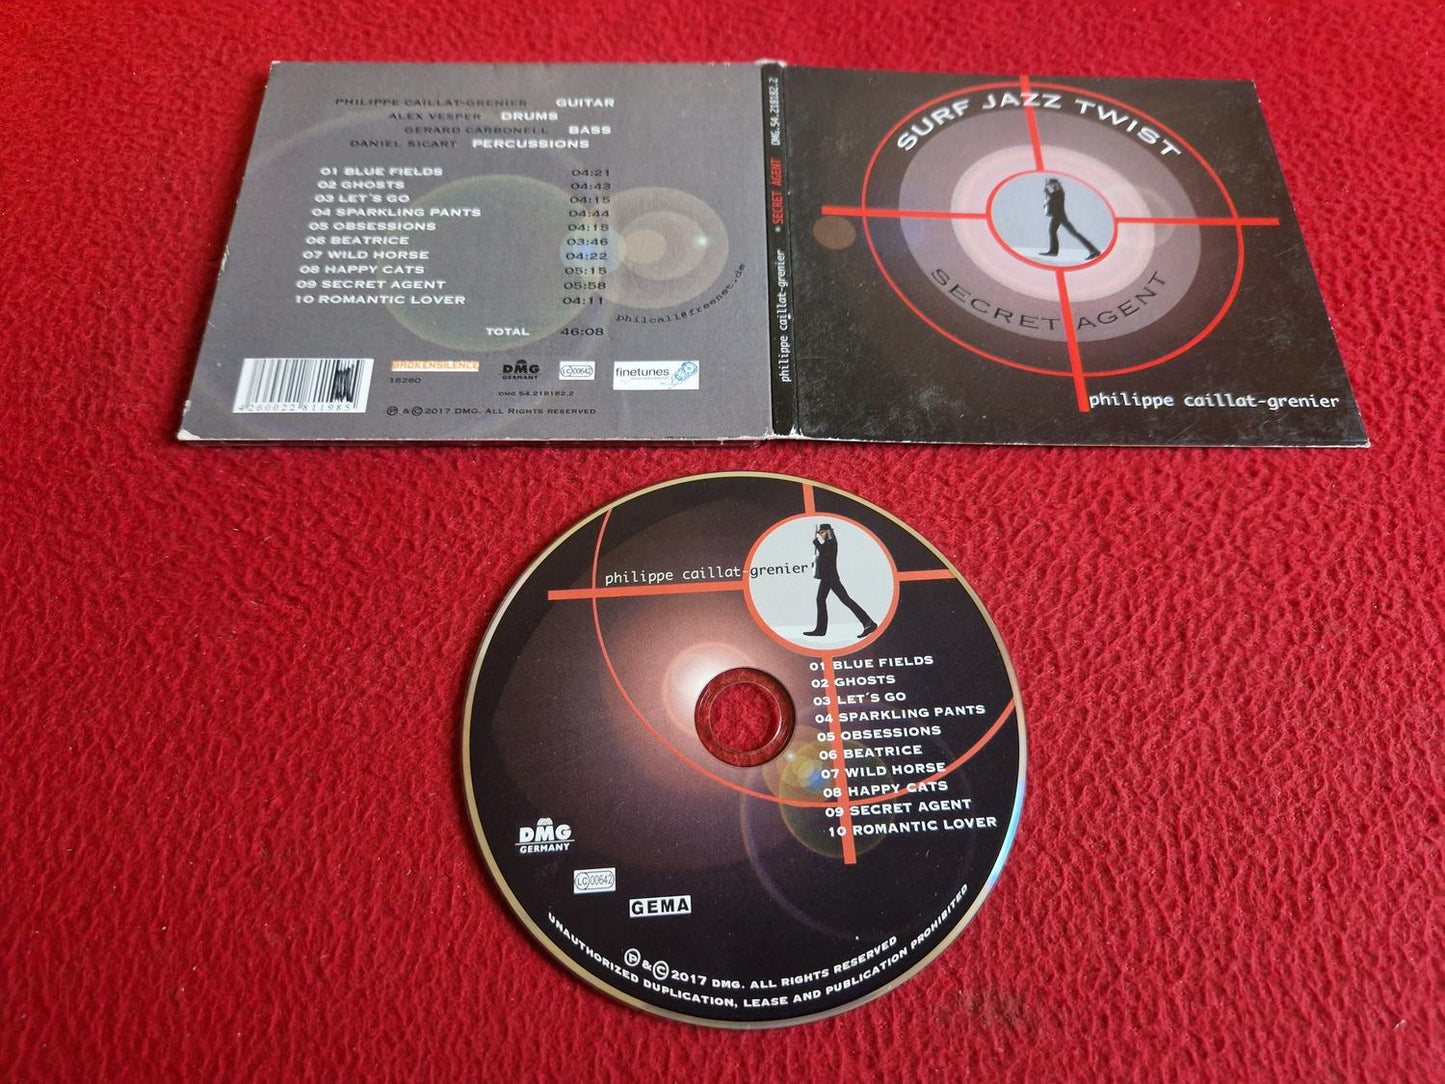 PHILIPPE CAILLAT-GRENIER GUITAR
ALEX VESPER DRUMS
GERARD CARBONELL BASS
DANIEL SICART PERCUSSIONS
01 BLUE FIELDS 04:21
02 GHOSTS 04:43
03 LET´S GO 04:15
04 SPARKLING PANTS 04:44
05 OBSESSIONS 04:15
06 BEATRICE 03:46
07 WILD HORSE 04:22
08 HAPPY CATS 05:15
09 SECRET AGENT 05:58
10 ROMANTIC LOVER 04:11
TOTAL 46:08
philcall@freenet.de
4260022811985
BROKENSILENCE
18260
DMG
GERMANY
LC 00642
finetunes
DMG 54.218182.2
Ⓟ & © 2017 DMG. ALL RIGHTS RESERVED
philippe caillat-grenier • SECRET AGENT DMG.54.218182.2
SURF JAZZ TWIST
SECRET AGENT
philippe caillat-grenier
philippe caillat-grenier
01 BLUE FIELDS
02 GHOSTS
03 LET´S GO
04 SPARKLING PANTS
05 OBSESSIONS
06 BEATRICE
07 WILD HORSE
08 HAPPY CATS
09 SECRET AGENT
10 ROMANTIC LOVER
DMG
GERMANY
LC 00642
GEMA
Ⓟ & © 2017 DMG. ALL RIGHTS RESERVED
UNAUTHORIZED DUPLICATION, LEASE AND PUBLICATION PROHIBITED